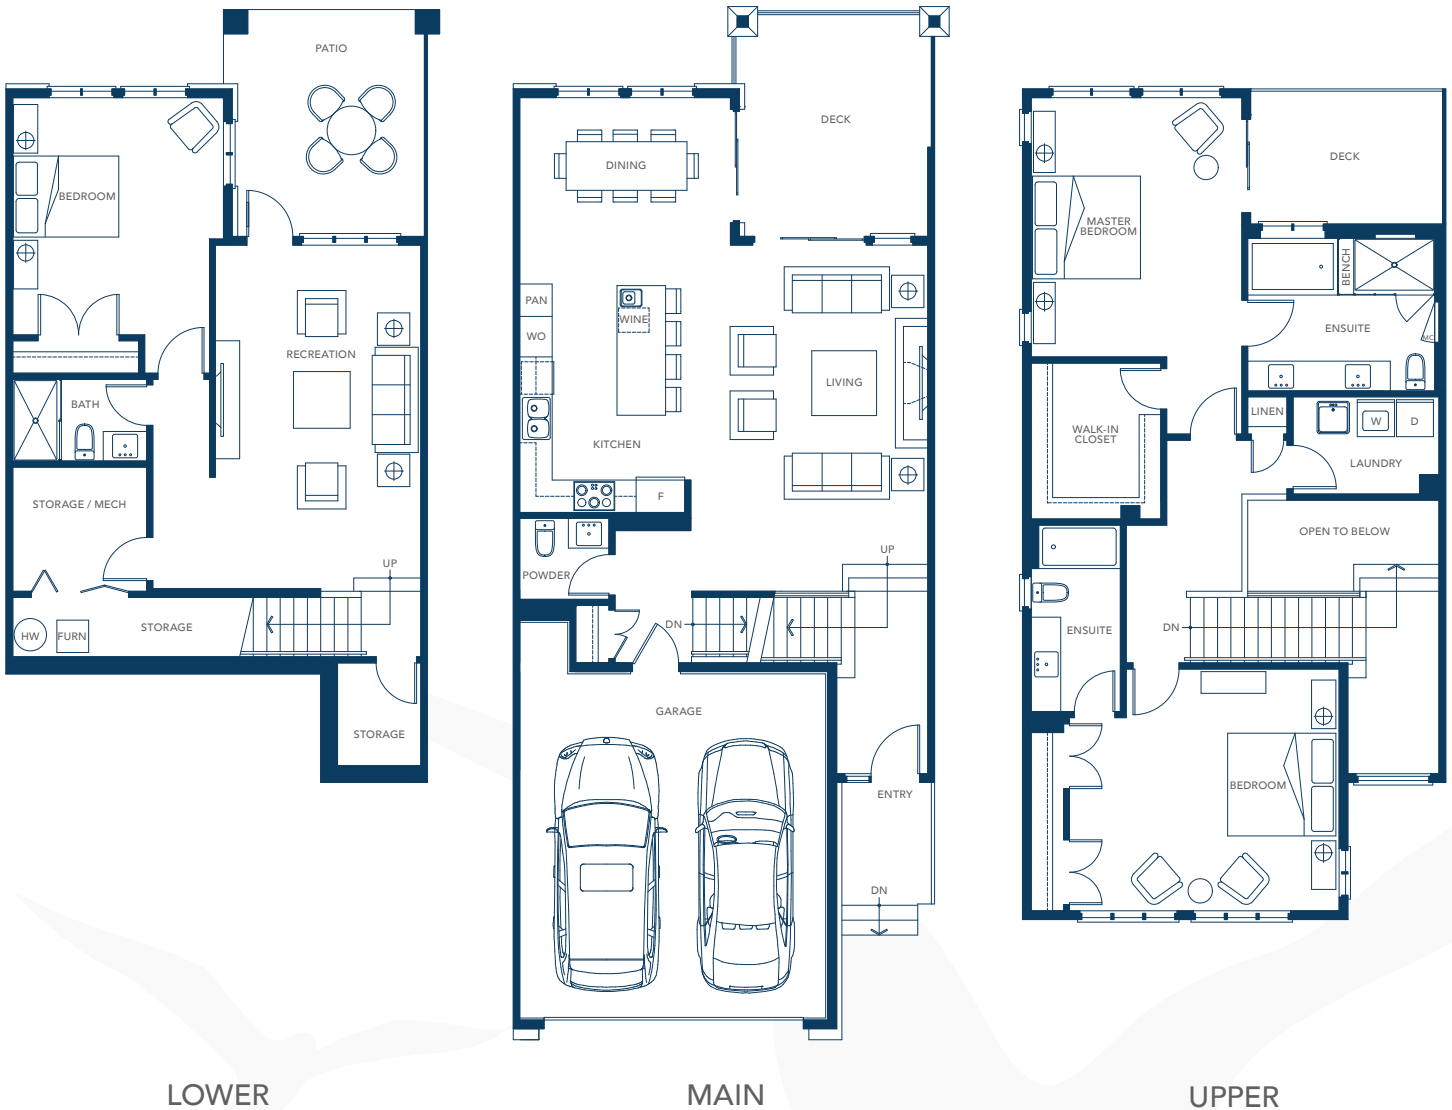 PATIO
BEDROOM
RECREATION
BATH
STORAGE / MECH
UP
STORAGE
HW
FURN
STORAGE
LOWER
DECK
DINING
PAN
WINE
WO
LIVING
KITCHEN
F
UP
POWDER
DN
GARAGE
ENTRY
DN
MAIN
DECK
MASTER
BEDROOM
BENCH
ENSUITE
MC
LINEN
W
D
WALK-IN
CLOSET
LAUNDRY
OPEN TO BELOW
DN
ENSUITE
BEDROOM
UPPER